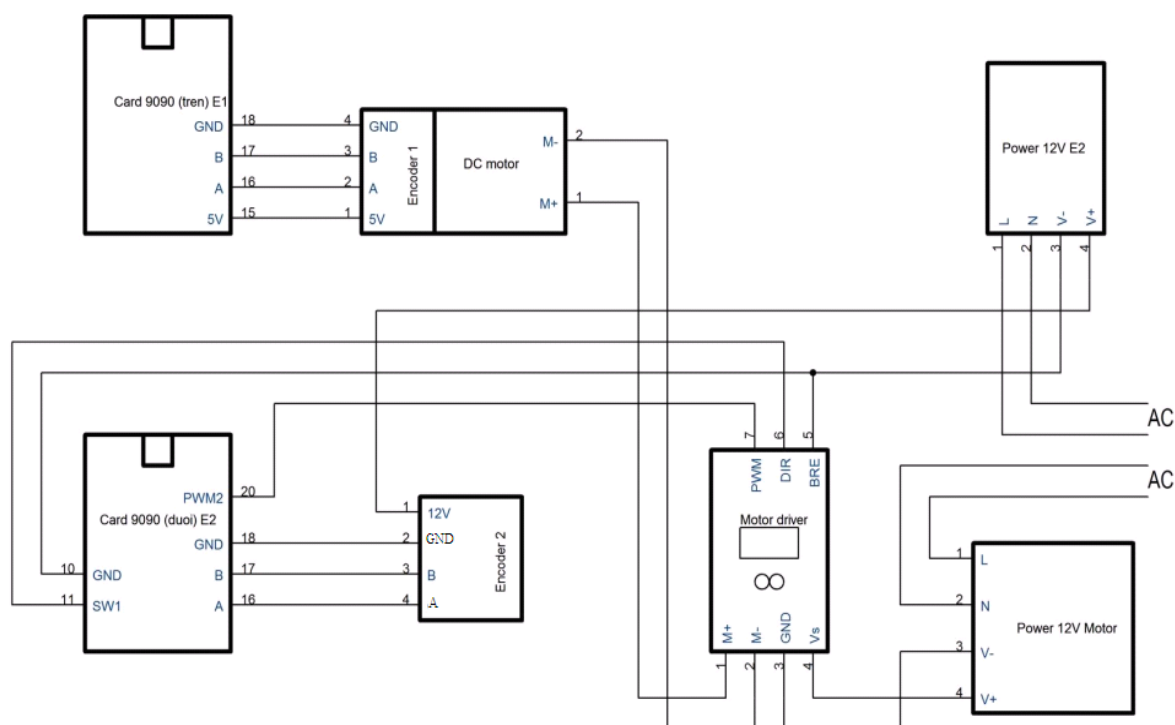 Card 9090 (tren) E1
GND 18
B 17
A 16
5V 15
4 GND
3 B
2 A
1 5V
Encoder 1
DC motor
M- 2
M+ 1
Power 12V E2
L N V- V+
1 2 3 4
AC
AC
Card 9090 (duoi) E2
PWM2 20
GND 18
B 17
A 16
10 GND
11 SW1
1 12V
2 GND
3 B
4 A
Encoder 2
7 6 5
PWM DIR BRE
Motor driver
M+ M- GND Vs
1 2 3 4
1 L
2 N
Power 12V Motor
3 V-
4 V+